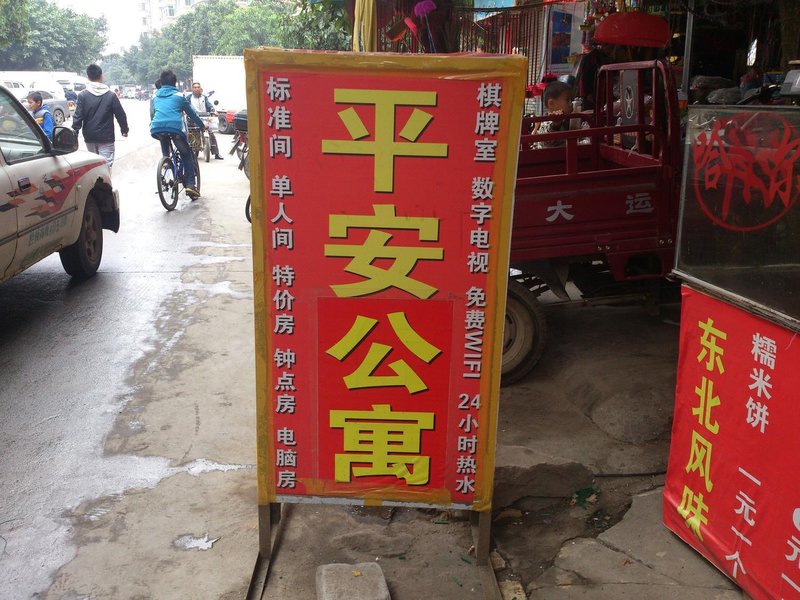 平安公寓
标准间 单人间 特价房 钟点房 电脑房
棋牌室 数字电视 免费WIFI 24小时热水
大运
东北风味
糯米饼
一元一个
元一